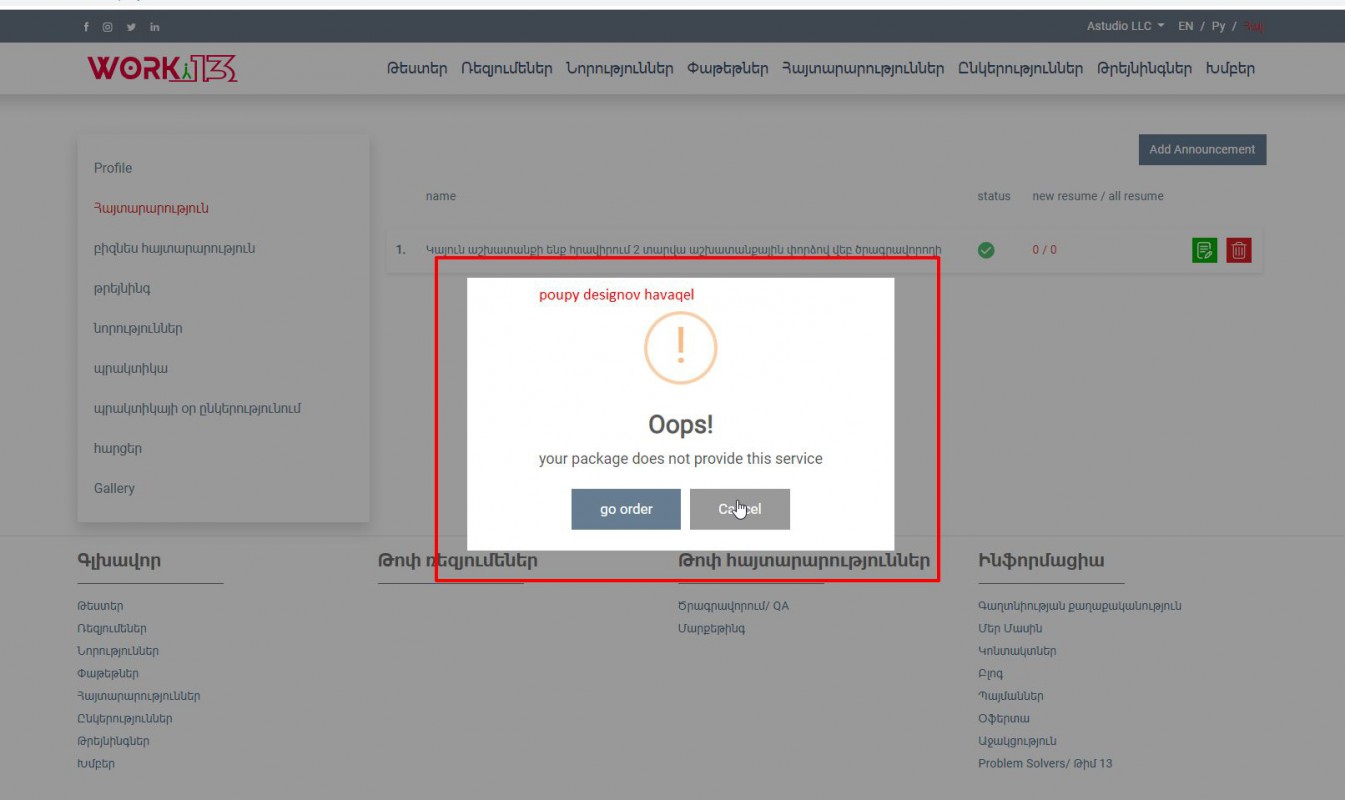 Astudio LLC EN / Ру / Հայ
WORK 13
Թեստեր Ռեզյումեներ Նորություններ Փաթեթներ Հայտարարություններ Ընկերություններ Թրեյնինգներ Խմբեր
Add Announcement
Profile
Հայտարարություն
բիզնես հայտարարություն
թրեյնինգ
նորություններ
պրակտիկա
պրակտիկայի օր ընկերությունում
հարցեր
Gallery
name status new resume / all resume
1. Կայուն աշխատանքի ենք հրավիրում 2 տարվա աշխատանքային փորձով վեբ ծրագրավորողի 0 / 0
poupy designov havaqel
!
Oops!
your package does not provide this service
go order Cancel
Գլխավոր
Թեստեր
Ռեզյումեներ
Նորություններ
Փաթեթներ
Հայտարարություններ
Ընկերություններ
Թրեյնինգներ
Խմբեր
Թոփ ռեզյումեներ
Թոփ հայտարարություններ
Ծրագրավորում/ QA
Մարքեթինգ
Ինֆորմացիա
Գաղտնիության քաղաքականություն
Մեր Մասին
Կոնտակտներ
Բլոգ
Պայմաններ
Օֆերտա
Աջակցություն
Problem Solvers/ Թիմ 13